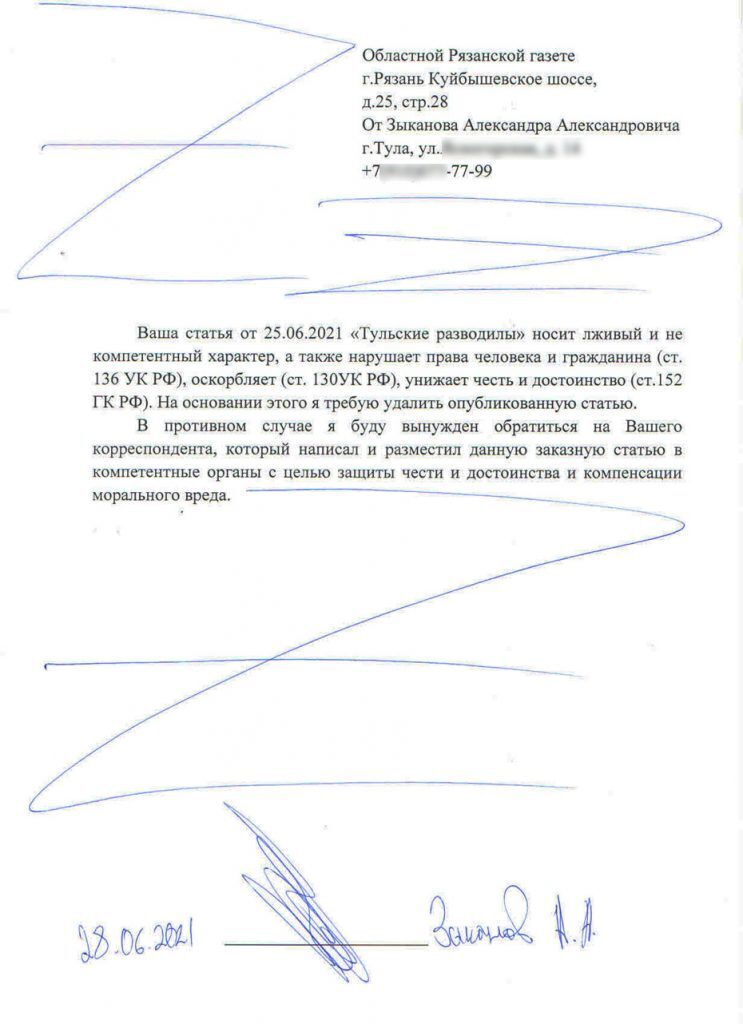 Областной Рязанской газете
г.Рязань Куйбышевское шоссе,
д.25, стр.28
От Зыканова Александра Александровича
г.Тула, ул.
+7 -77-99
Ваша статья от 25.06.2021 «Тульские разводилы» носит лживый и не
компетентный характер, а также нарушает права человека и гражданина (ст.
136 УК РФ), оскорбляет (ст. 130УК РФ), унижает честь и достоинство (ст.152
ГК РФ). На основании этого я требую удалить опубликованную статью.
В противном случае я буду вынужден обратиться на Вашего
корреспондента, который написал и разместил данную заказную статью в
компетентные органы с целью защиты чести и достоинства и компенсации
морального вреда.
28.06.2021 Зыканов А.А.